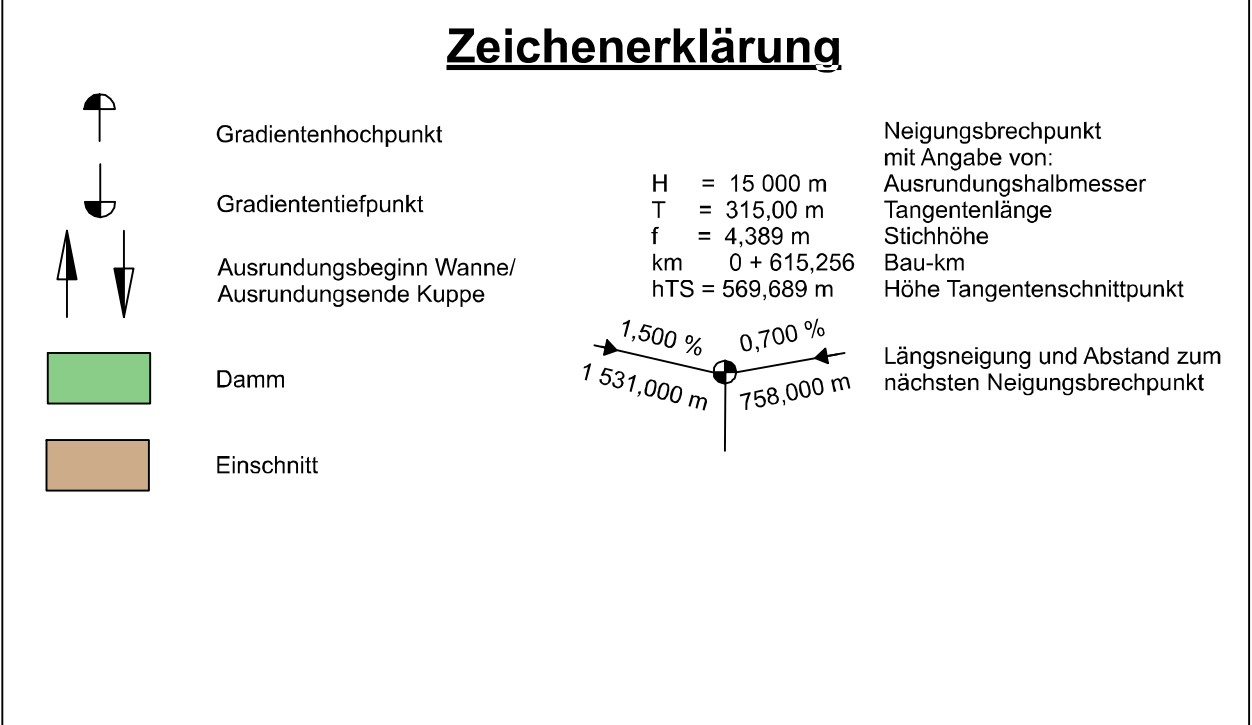 Zeichenerklärung
Gradientenhochpunkt
Gradiententiefpunkt
Ausrundungsbeginn Wanne/
Ausrundungsende Kuppe
Damm
Einschnitt
Neigungsbrechpunkt
mit Angabe von:
H = 15 000 m Ausrundungshalbmesser
T = 315,00 m Tangentenlänge
f = 4,389 m Stichhöhe
km 0 + 615,256 Bau-km
hTS = 569,689 m Höhe Tangentenschnittpunkt
1,500 % 0,700 %
1 531,000 m 758,000 m
Längsneigung und Abstand zum
nächsten Neigungsbrechpunkt